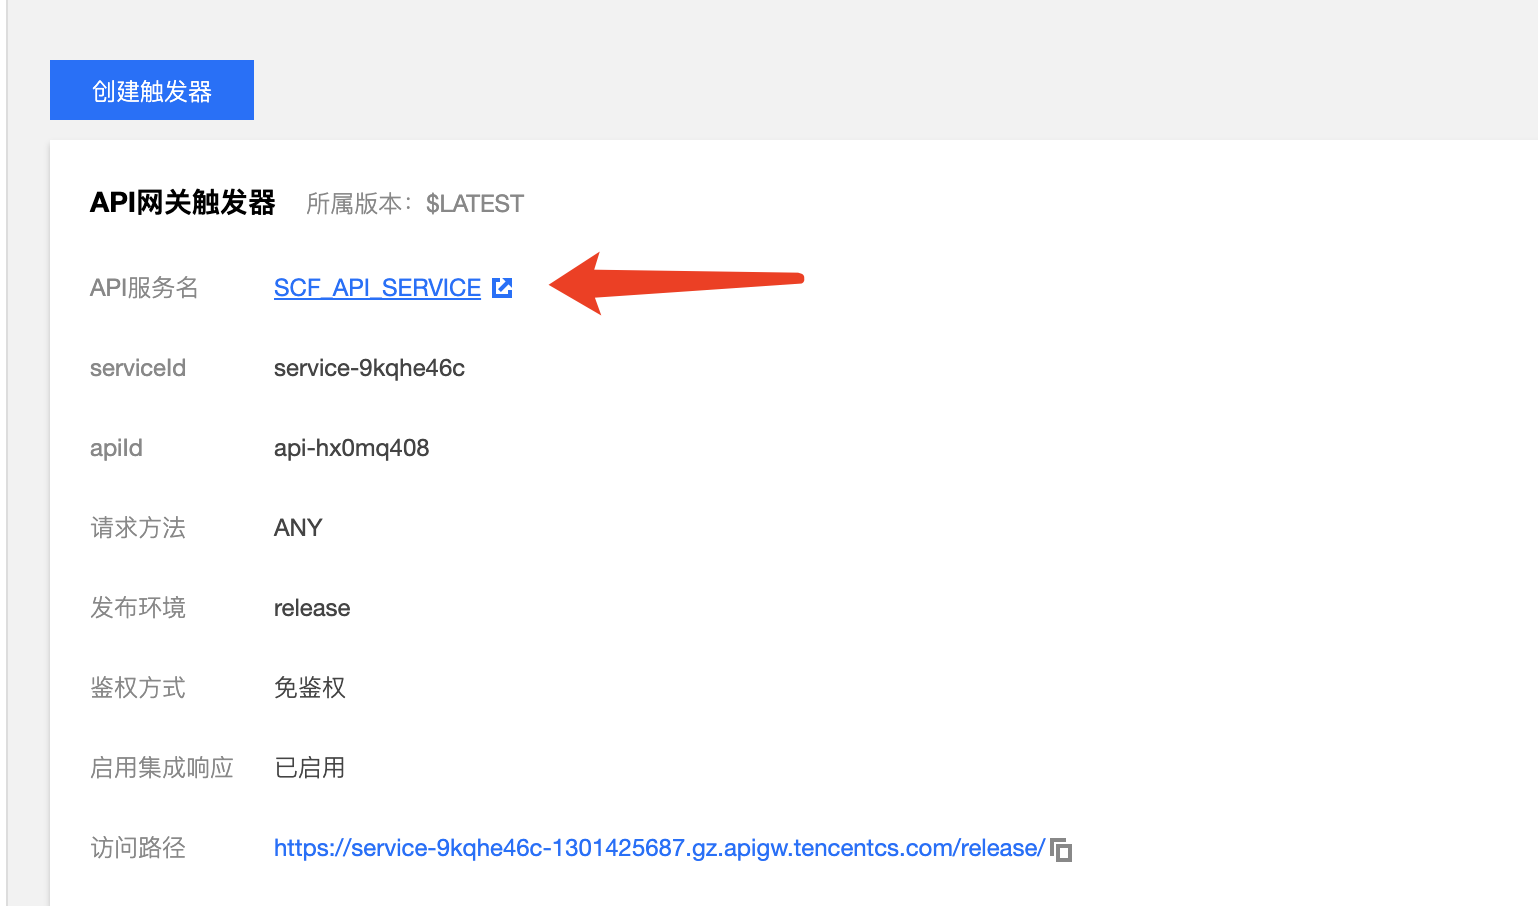 创建触发器
API网关触发器 所属版本：$LATEST
API服务名 SCF_API_SERVICE
serviceId service-9kqhe46c
apiId api-hx0mq408
请求方法 ANY
发布环境 release
鉴权方式 免鉴权
启用集成响应 已启用
访问路径 https://service-9kqhe46c-1301425687.gz.apigw.tencentcs.com/release/